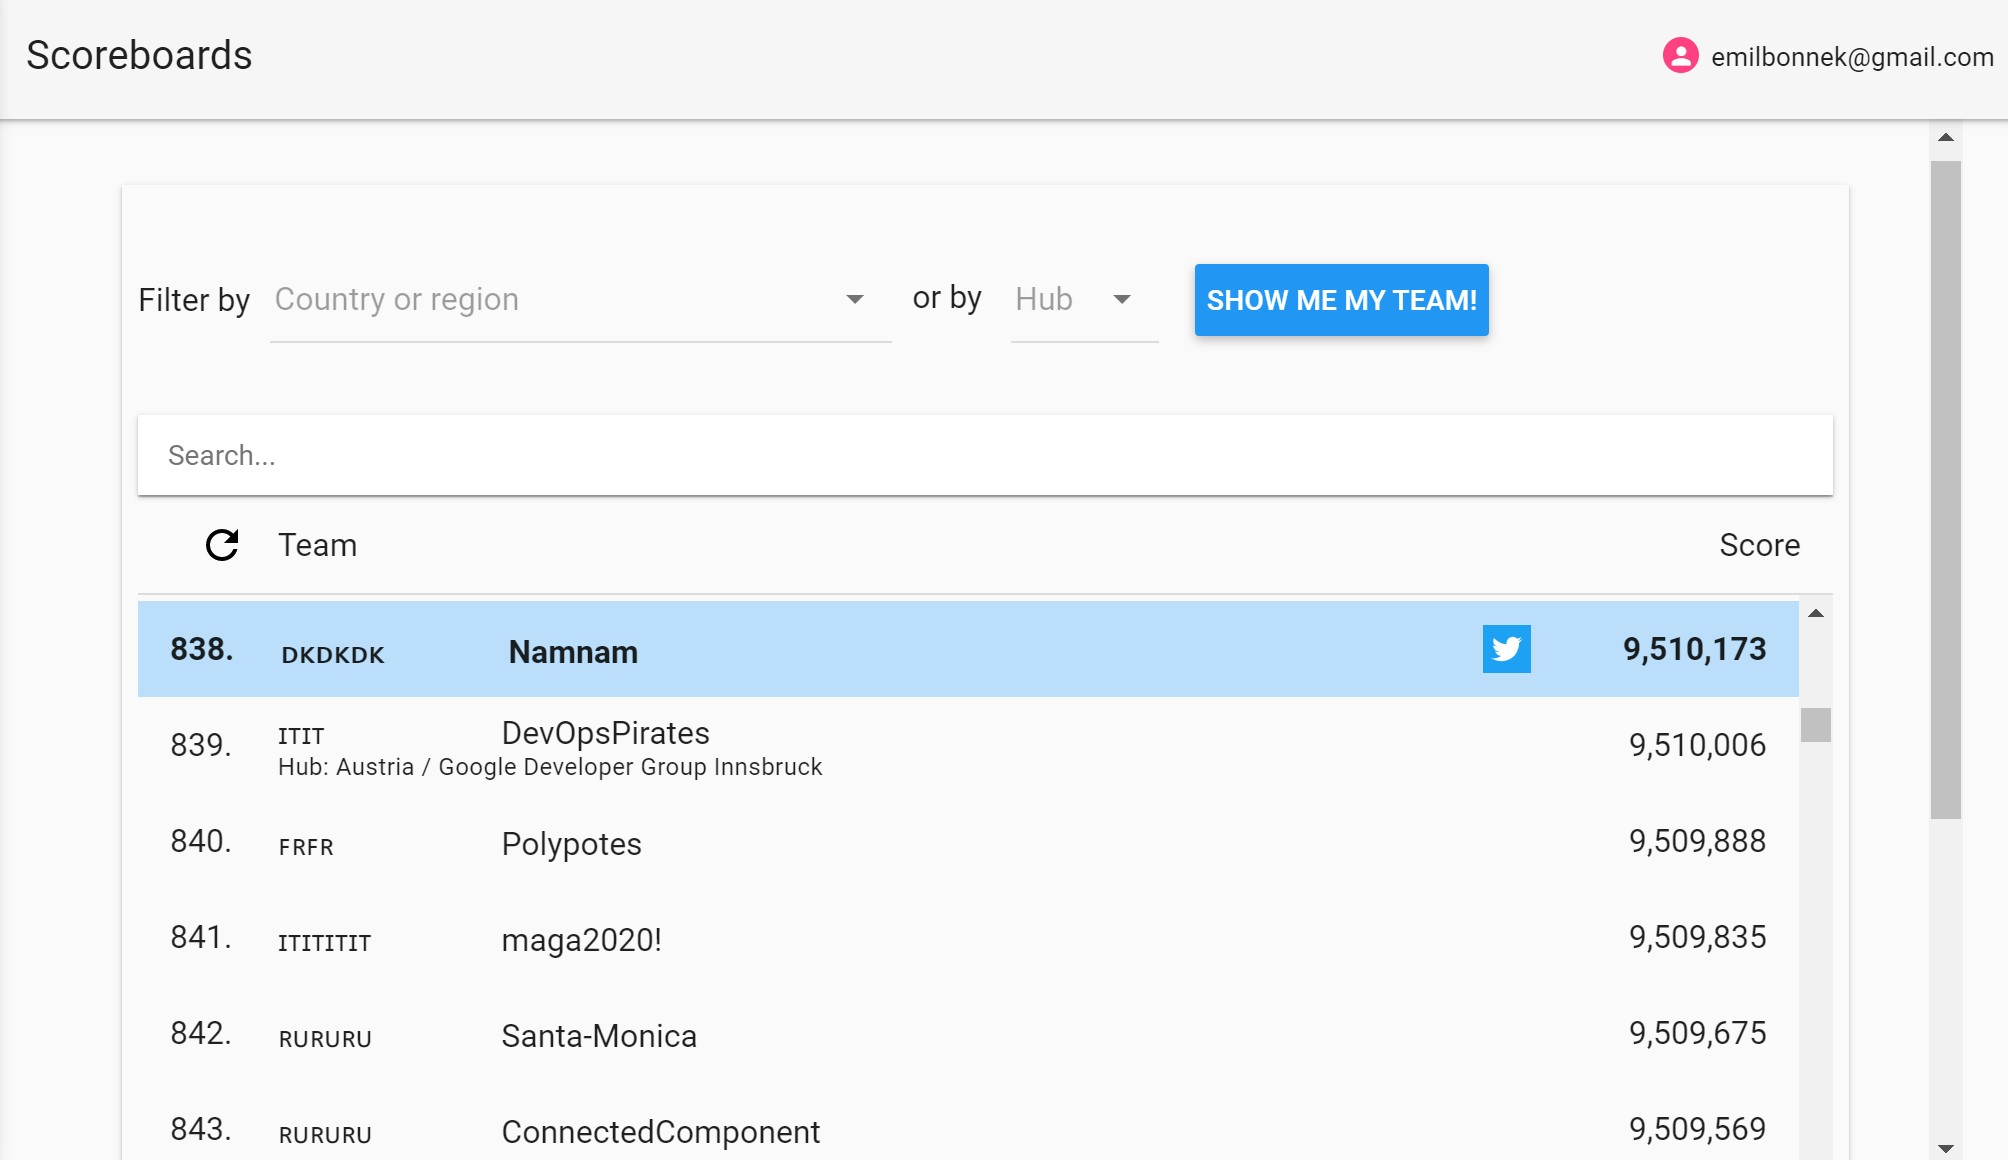 Scoreboards
emilbonnek@gmail.com
Filter by Country or region or by Hub SHOW ME MY TEAM!
Search...
Team Score
838. DKDKDK Namnam 9,510,173
839. ITIT DevOpsPirates 9,510,006
Hub: Austria / Google Developer Group Innsbruck
840. FRFR Polypotes 9,509,888
841. ITITITIT maga2020! 9,509,835
842. RURURU Santa-Monica 9,509,675
843. RURURU ConnectedComponent 9,509,569